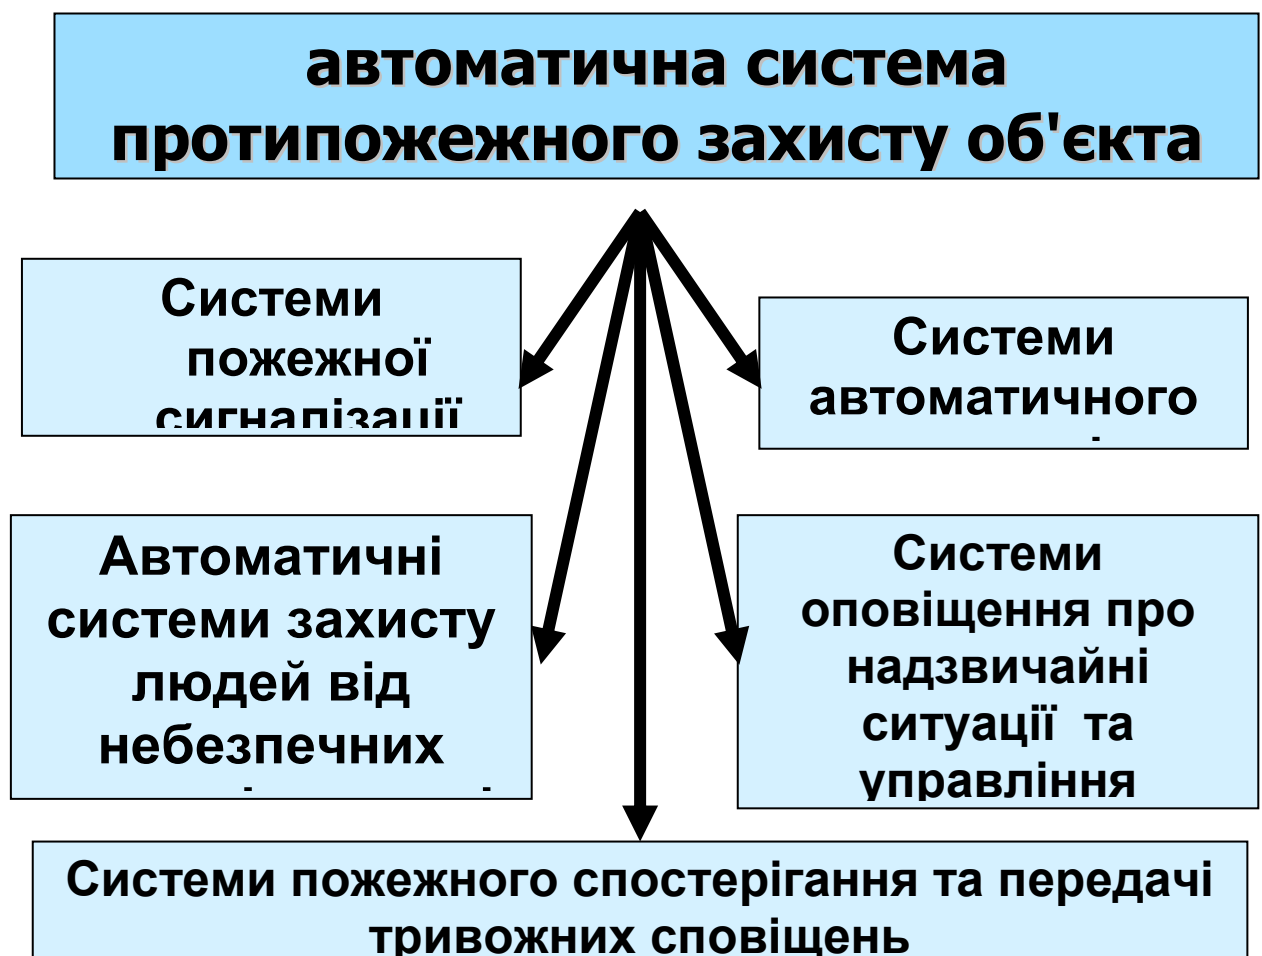 автоматична система
протипожежного захисту об'єкта
Системи
пожежної
сигналізації
Системи
автоматичного
Автоматичні
системи захисту
людей від
небезпечних
Системи
оповіщення про
надзвичайні
ситуації та
управління
Системи пожежного спостерігання та передачі
тривожних сповіщень